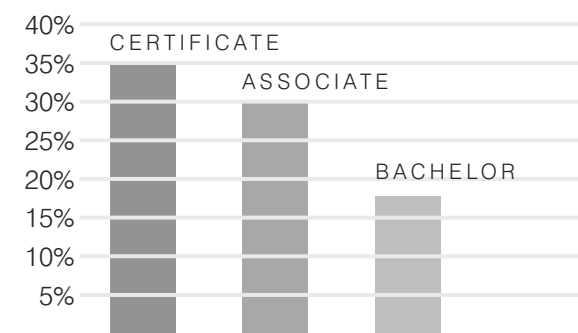 40%
CERTIFICATE
35%
ASSOCIATE
30%
25%
BACHELOR
20%
15%
10%
5%